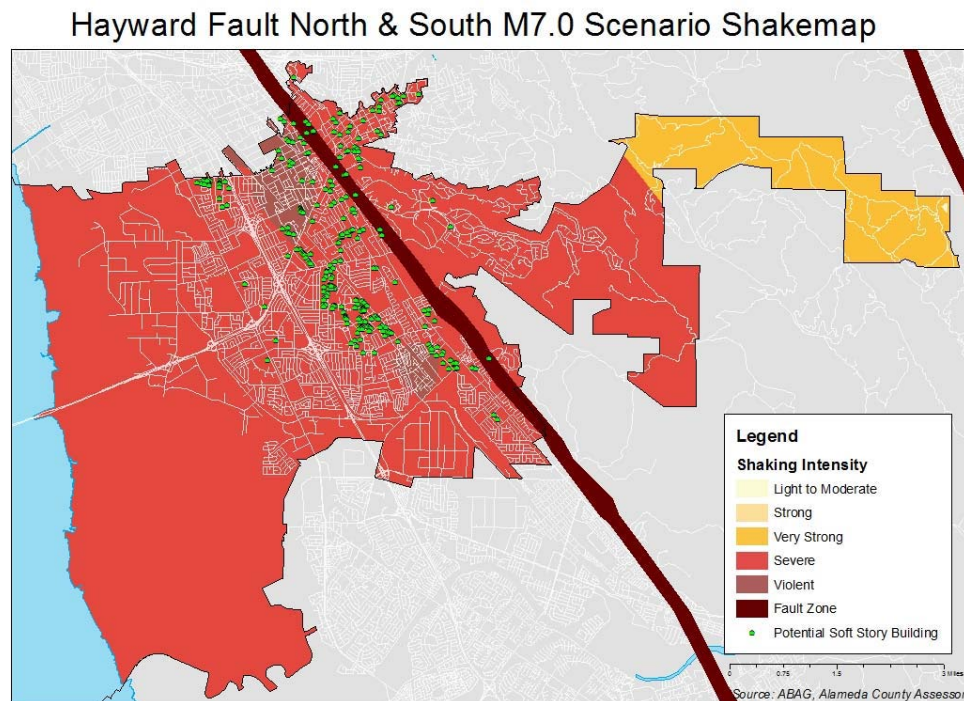 Hayward Fault North & South M7.0 Scenario Shakemap
Legend
Shaking Intensity
Light to Moderate
Strong
Very Strong
Severe
Violent
Fault Zone
Potential Soft Story Building
0 0.75 1.5 3 Miles
Source: ABAG, Alameda County Assessor